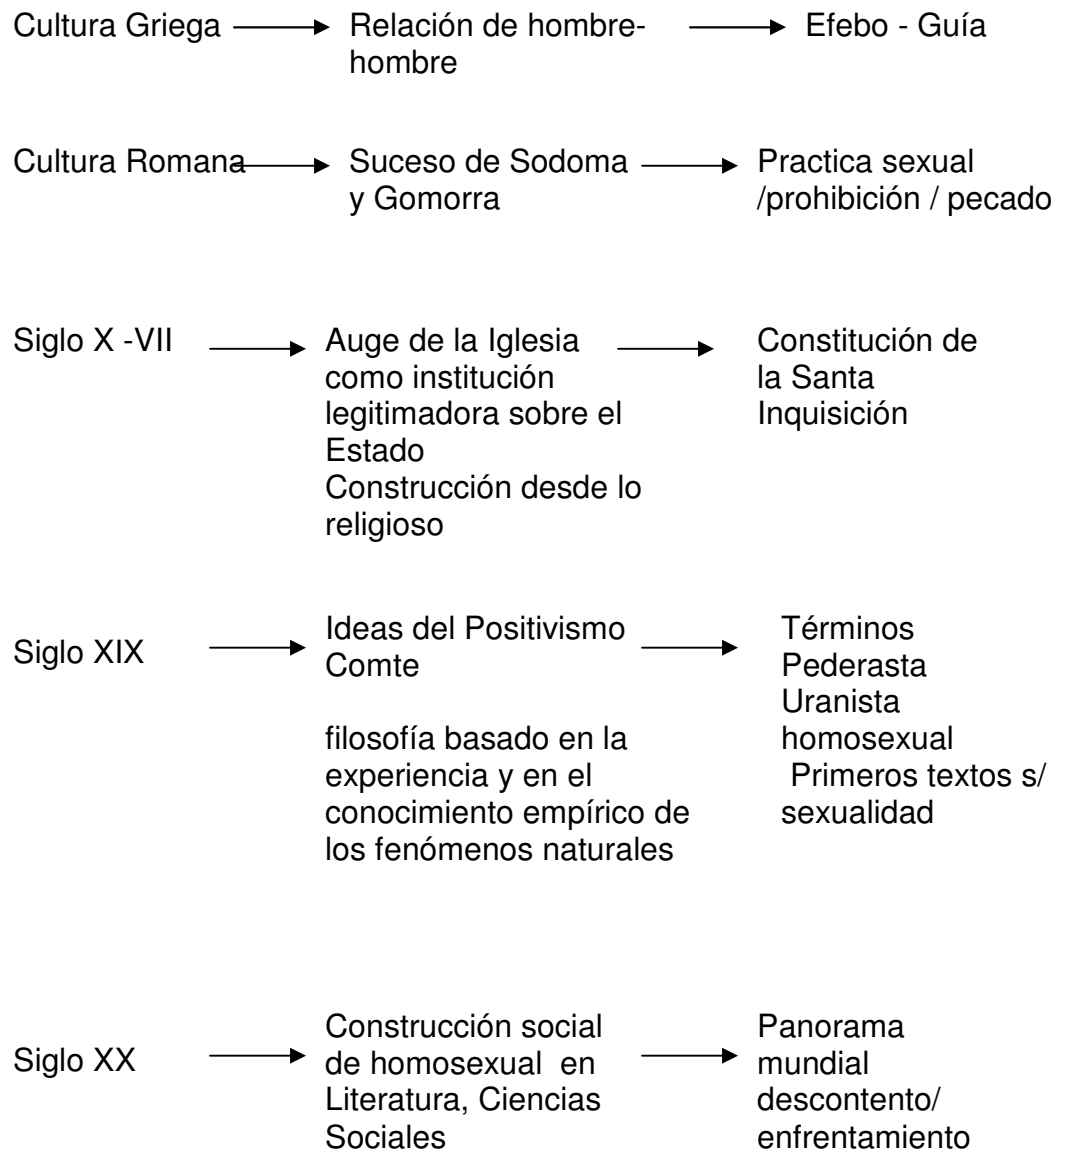 Cultura Griega
Relación de hombre-
hombre
Efebo - Guía
Cultura Romana
Suceso de Sodoma
y Gomorra
Practica sexual
/prohibición / pecado
Siglo X -VII
Auge de la Iglesia
como institución
legitimadora sobre el
Estado
Construcción desde lo
religioso
Constitución de
la Santa
Inquisición
Siglo XIX
Ideas del Positivismo
Comte
filosofía basado en la
experiencia y en el
conocimiento empírico de
los fenómenos naturales
Términos
Pederasta
Uranista
homosexual
Primeros textos s/
sexualidad
Siglo XX
Construcción social
de homosexual en
Literatura, Ciencias
Sociales
Panorama
mundial
descontento/
enfrentamiento